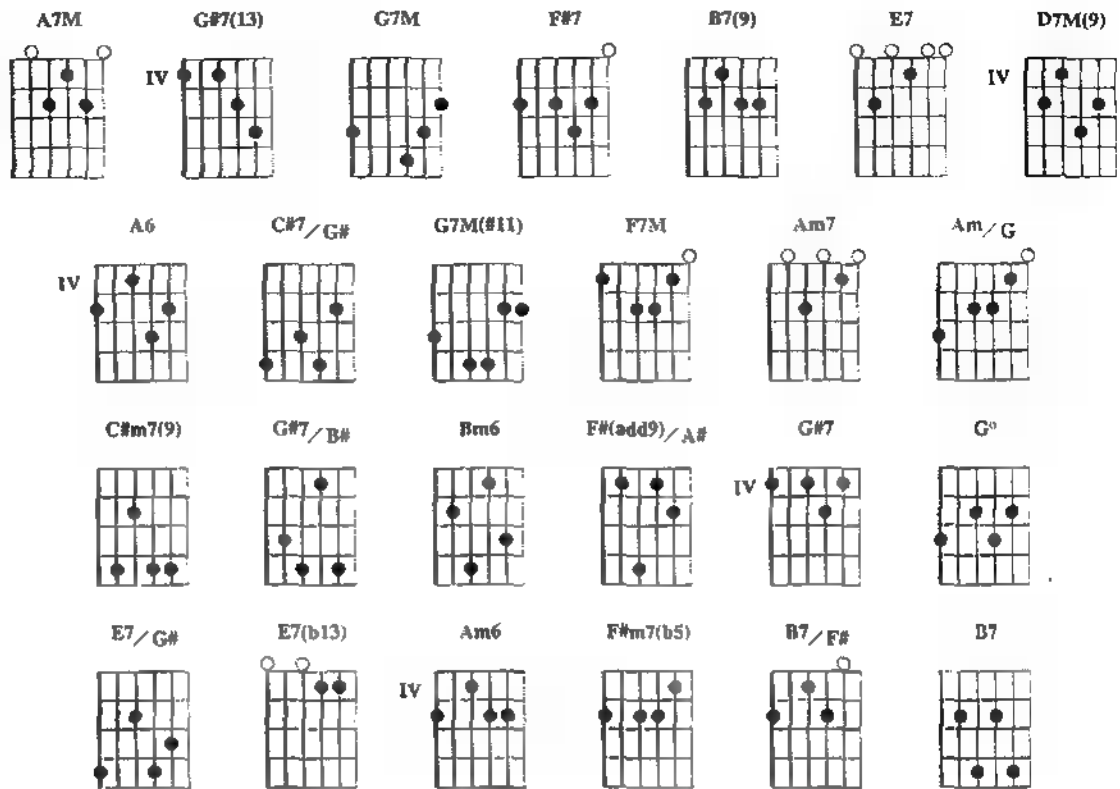 A7M G#7(13) G7M F#7 B7(9) E7 D7M(9)
IV IV
A6 C#7/G# G7M(#11) F7M Am7 Am/G
IV
C#m7(9) G#7/B# Bm6 F#(add9)/A# G#7 Gº
IV
E7/G# E7(b13) Am6 F#m7(b5) B7/F# B7
IV